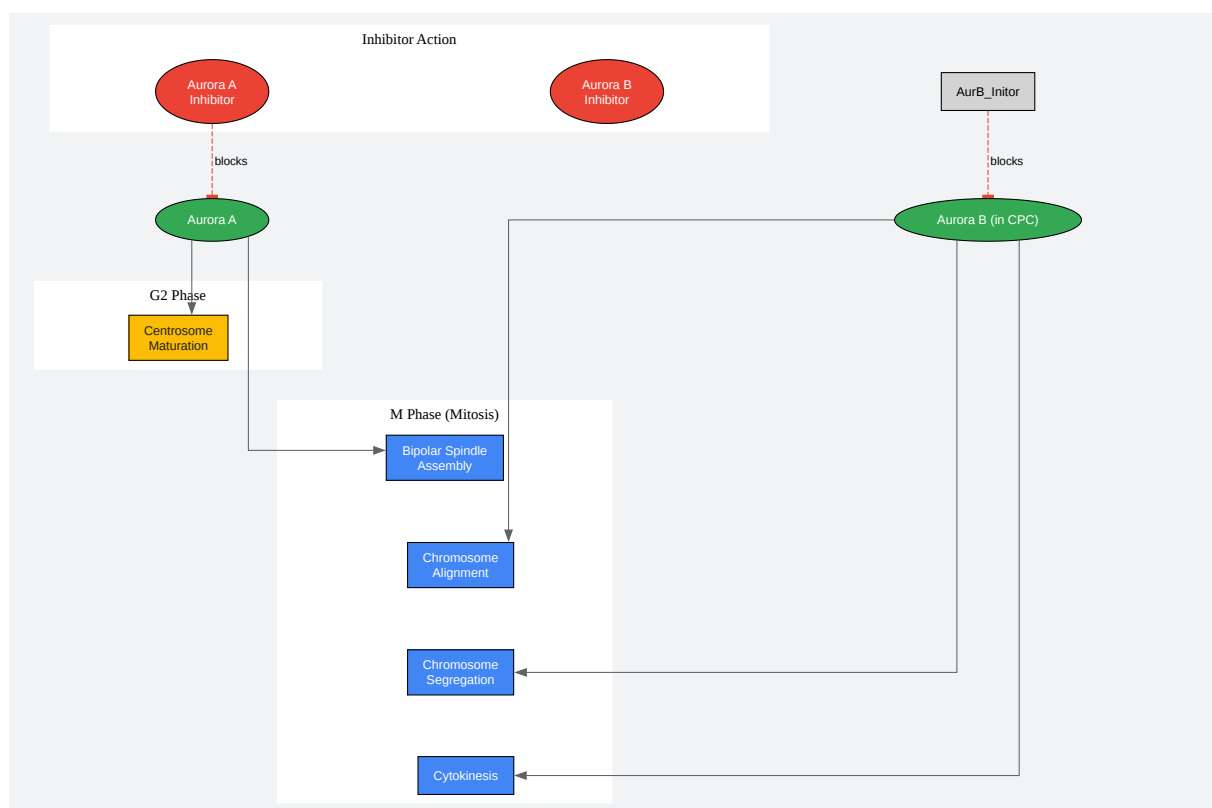 Inhibitor Action
Aurora A
Inhibitor
Aurora B
Inhibitor
AurB_Initor
blocks
blocks
Aurora A
Aurora B (in CPC)
G2 Phase
Centrosome
Maturation
M Phase (Mitosis)
Bipolar Spindle
Assembly
Chromosome
Alignment
Chromosome
Segregation
Cytokinesis